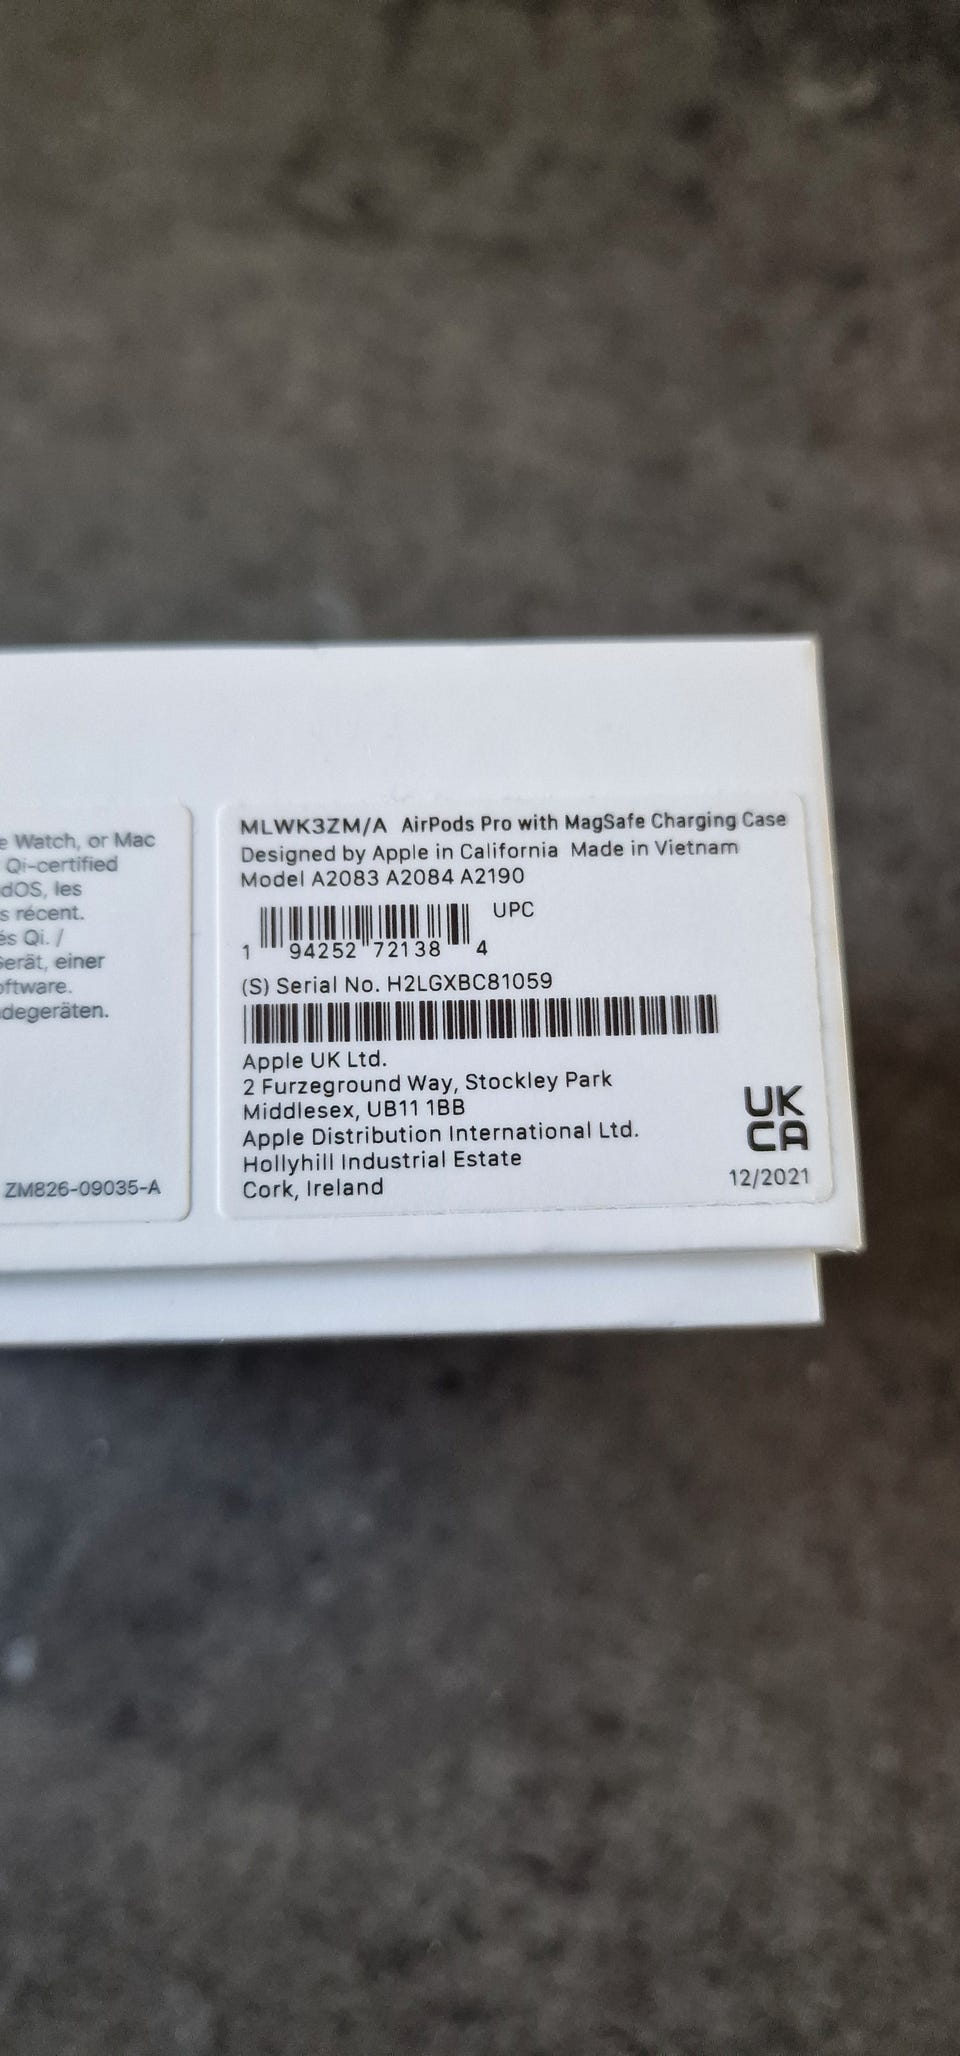 e Watch, or Mac
Qi-certified
dOS, les
s récent.
és Qi. /
Gerät, einer
oftware.
degeräten.
ZM826-09035-A
MLWK3ZM/A AirPods Pro with MagSafe Charging Case
Designed by Apple in California Made in Vietnam
Model A2083 A2084 A2190
UPC
1 94252 72138 4
(S) Serial No. H2LGXBC81059
Apple UK Ltd.
2 Furzeground Way, Stockley Park
Middlesex, UB11 1BB
Apple Distribution International Ltd.
Hollyhill Industrial Estate
Cork, Ireland
UK
CA
12/2021